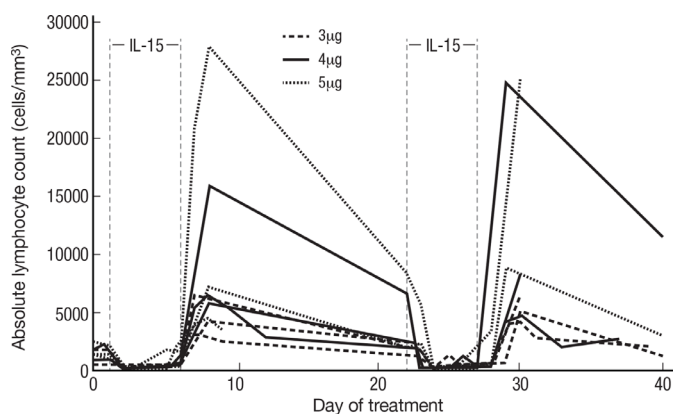 30000
25000
20000
15000
10000
5000
0
Absolute lymphocyte count (cells/mm³)
IL-15
3μg
4μg
5μg
IL-15
0
10
20
30
40
Day of treatment